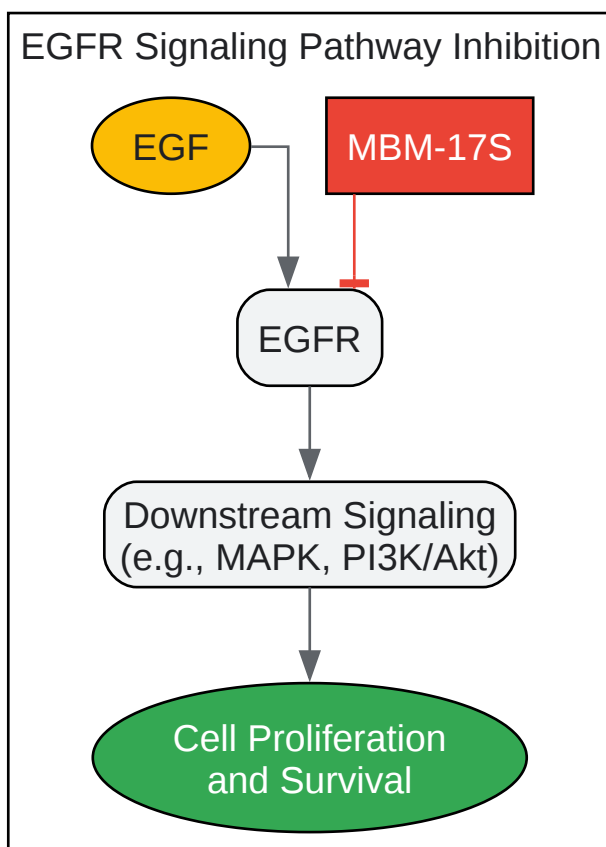 EGFR Signaling Pathway Inhibition
EGF
MBM-17S
EGFR
Downstream Signaling
(e.g., MAPK, PI3K/Akt)
Cell Proliferation
and Survival